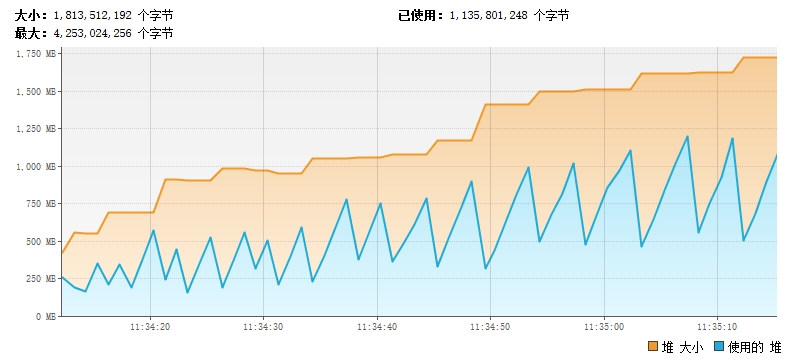 大小: 1,813,512,192 个字节 已使用: 1,135,801,248 个字节
最大: 4,253,024,256 个字节
1,750 MB
1,500 MB
1,250 MB
1,000 MB
750 MB
500 MB
250 MB
0 MB
11:34:20 11:34:30 11:34:40 11:34:50 11:35:00 11:35:10
堆 大小 使用的 堆